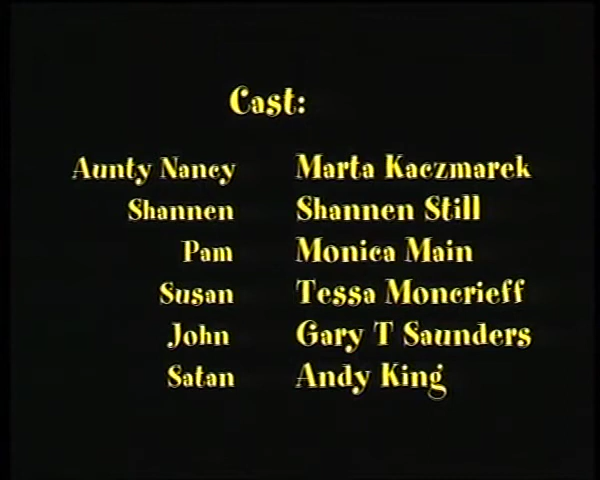 Cast:
Aunty Nancy Marta Kaczmarek
Shannen Shannen Still
Pam Monica Main
Susan Tessa Moncrieff
John Gary T Saunders
Satan Andy King